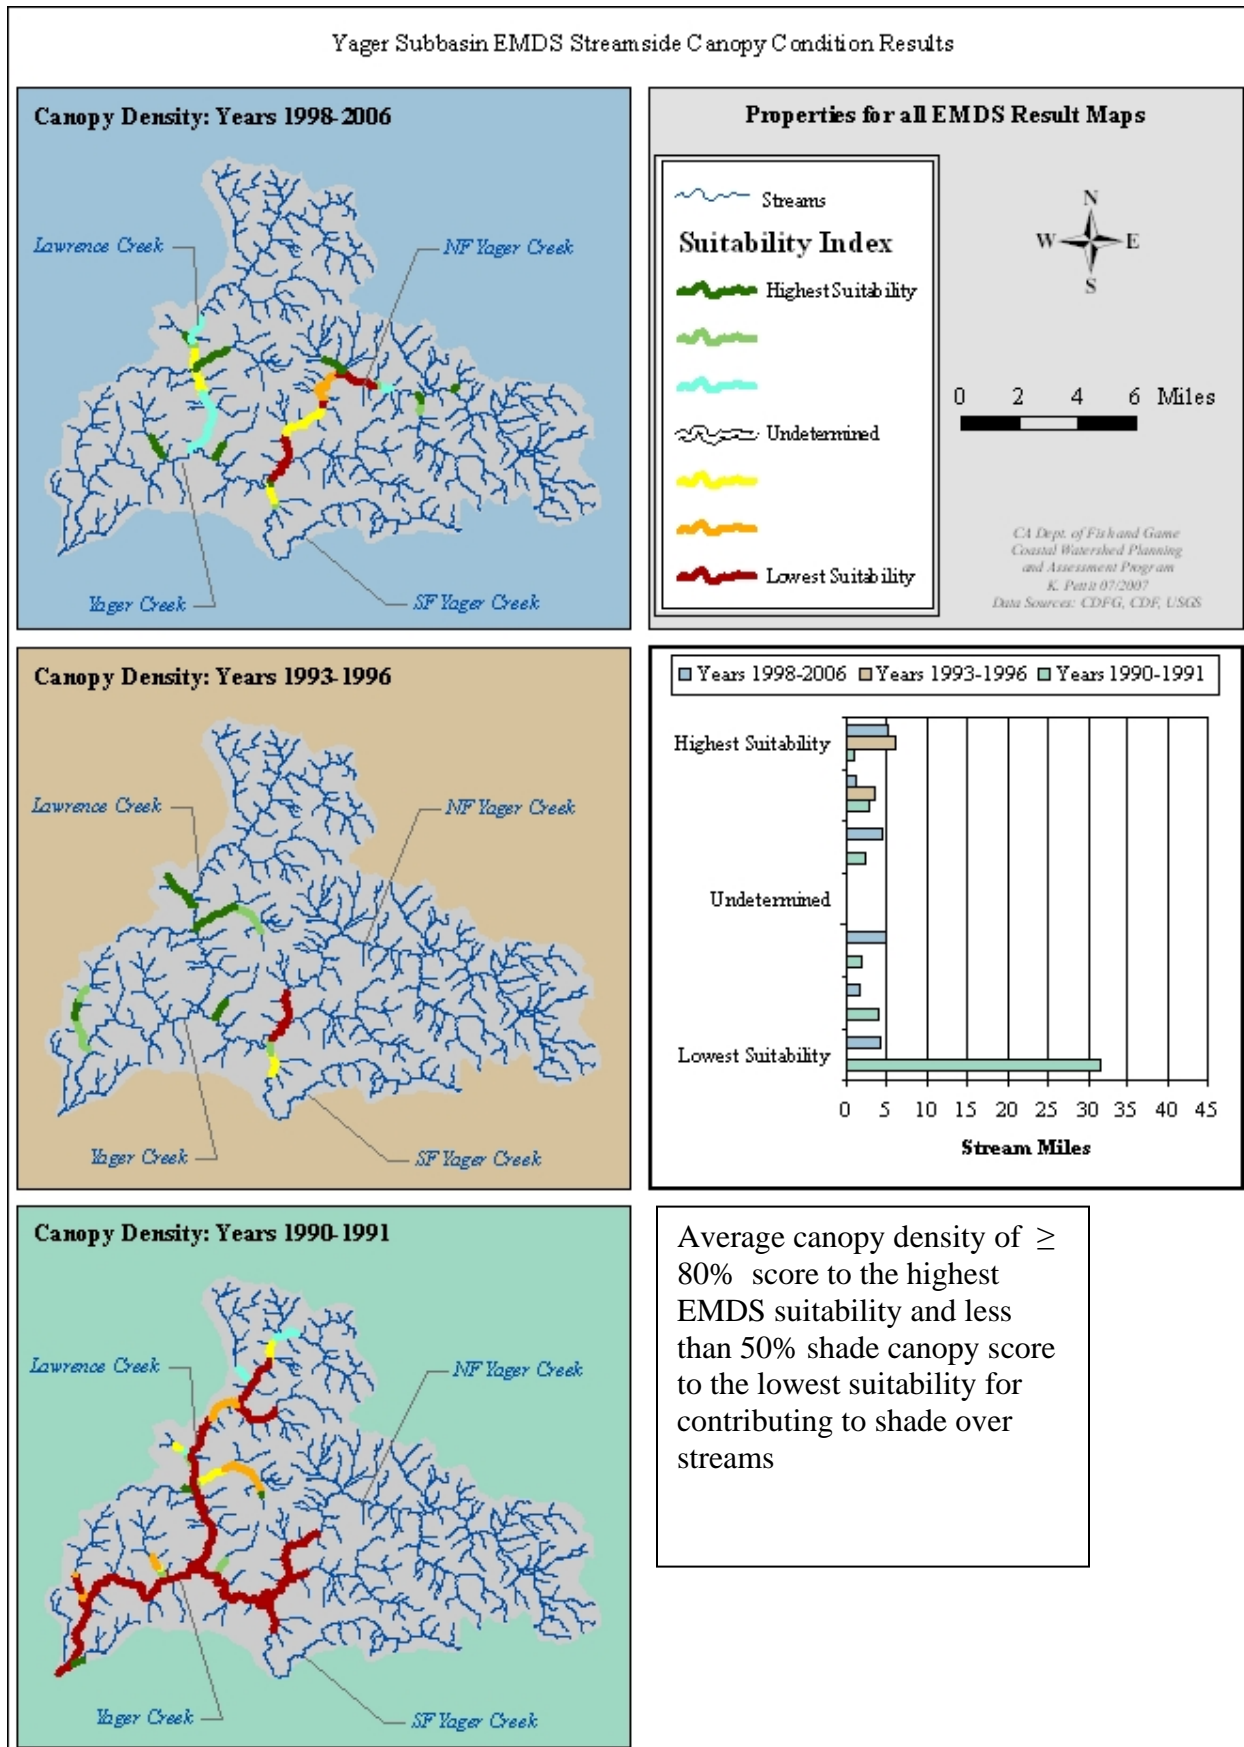 Yager Subbasin EMDS Streamside Canopy Condition Results
Canopy Density: Years 1998-2006
Lawrence Creek
NF Yager Creek
Yager Creek
SF Yager Creek
Properties for all EMDS Result Maps
Streams
Suitability Index
Highest Suitability
Undetermined
Lowest Suitability
N
W E
S
0 2 4 6 Miles
CA Dept. of Fish and Game
Coastal Watershed Planning
and Assessment Program
K. Pettit 07/2007
Data Sources: CDFG, CDF, USGS
Canopy Density: Years 1993-1996
Lawrence Creek
NF Yager Creek
Yager Creek
SF Yager Creek
Years 1998-2006 Years 1993-1996 Years 1990-1991
Highest Suitability
Undetermined
Lowest Suitability
0 5 10 15 20 25 30 35 40 45
Stream Miles
Canopy Density: Years 1990-1991
Lawrence Creek
NF Yager Creek
Yager Creek
SF Yager Creek
Average canopy density of ≥
80% score to the highest
EMDS suitability and less
than 50% shade canopy score
to the lowest suitability for
contributing to shade over
streams